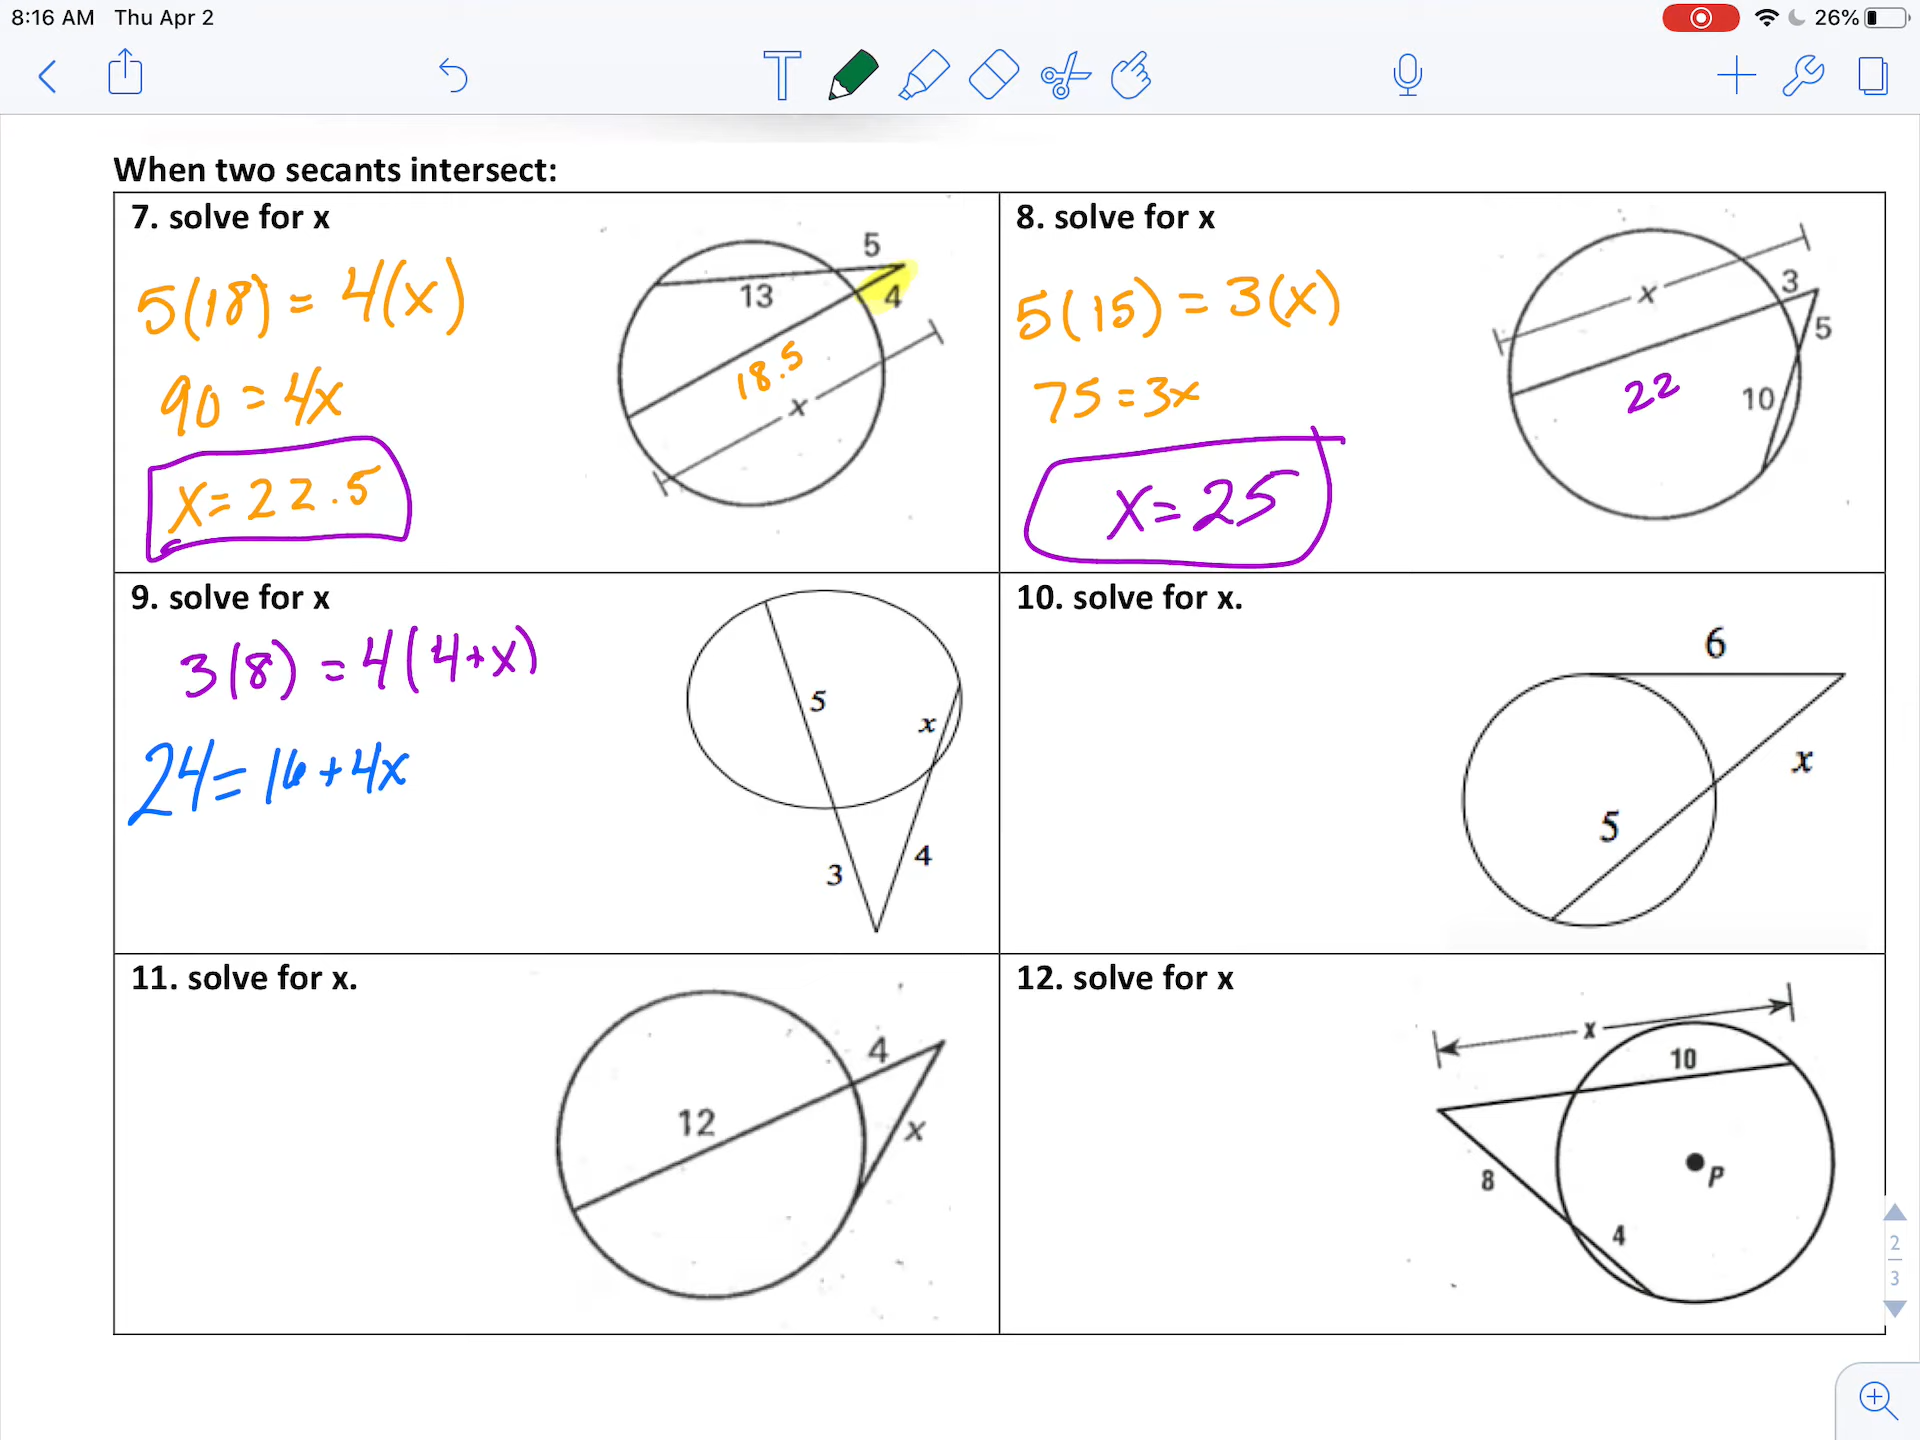 8:16 AM Thu Apr 2
26%
T
When two secants intersect:
7. solve for x
5(18) = 4(x)
90 = 4x
x = 22.5
5
13
4
18.5
x
8. solve for x
5(15) = 3(x)
75 = 3x
x = 25
x
3
5
22
10
9. solve for x
3(8) = 4(4+x)
24 = 16 + 4x
5
x
3
4
10. solve for x.
6
x
5
11. solve for x.
4
12
x
12. solve for x
x
10
P
8
4
2
3